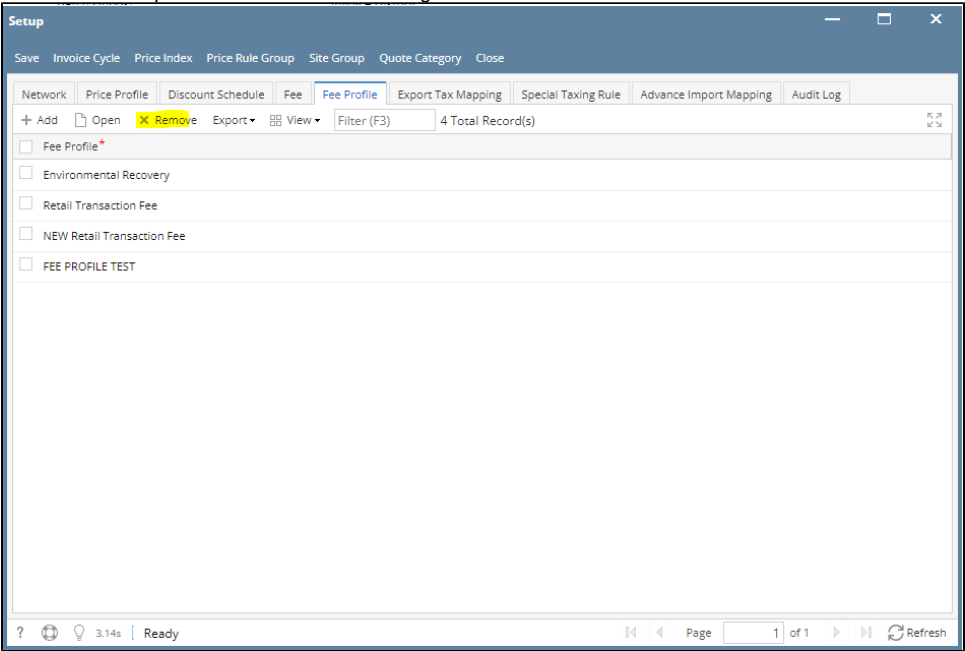 Setup
Save Invoice Cycle Price Index Price Rule Group Site Group Quote Category Close
Network Price Profile Discount Schedule Fee Fee Profile Export Tax Mapping Special Taxing Rule Advance Import Mapping Audit Log
+ Add Open X Remove Export View Filter (F3) 4 Total Record(s)
Fee Profile*
Environmental Recovery
Retail Transaction Fee
NEW Retail Transaction Fee
FEE PROFILE TEST
? 3.14s Ready Page 1 of 1 Refresh